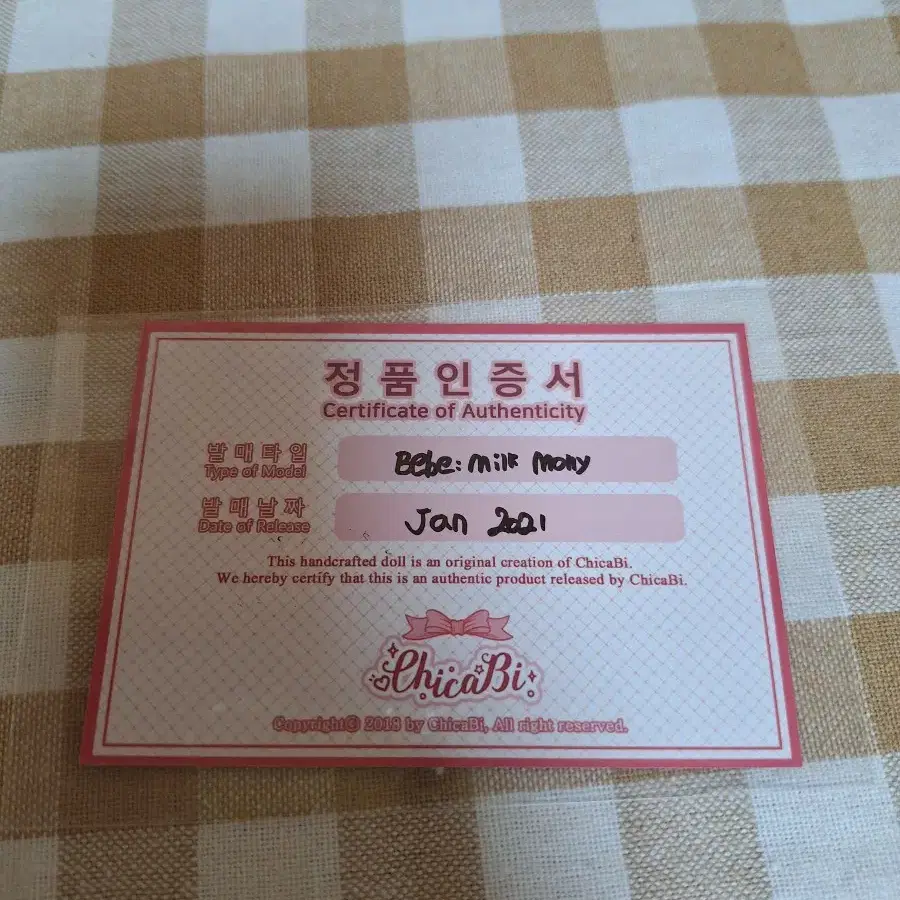 정품인증서
Certificate of Authenticity
발매타입
Type of Model
Bebe: milk mony
발매날짜
Date of Release
Jan 2021
This handcrafted doll is an original creation of ChicaBi.
We hereby certify that this is an authentic product released by ChicaBi.
ChicaBi
Copyright© 2018 by ChicaBi, All right reserved.